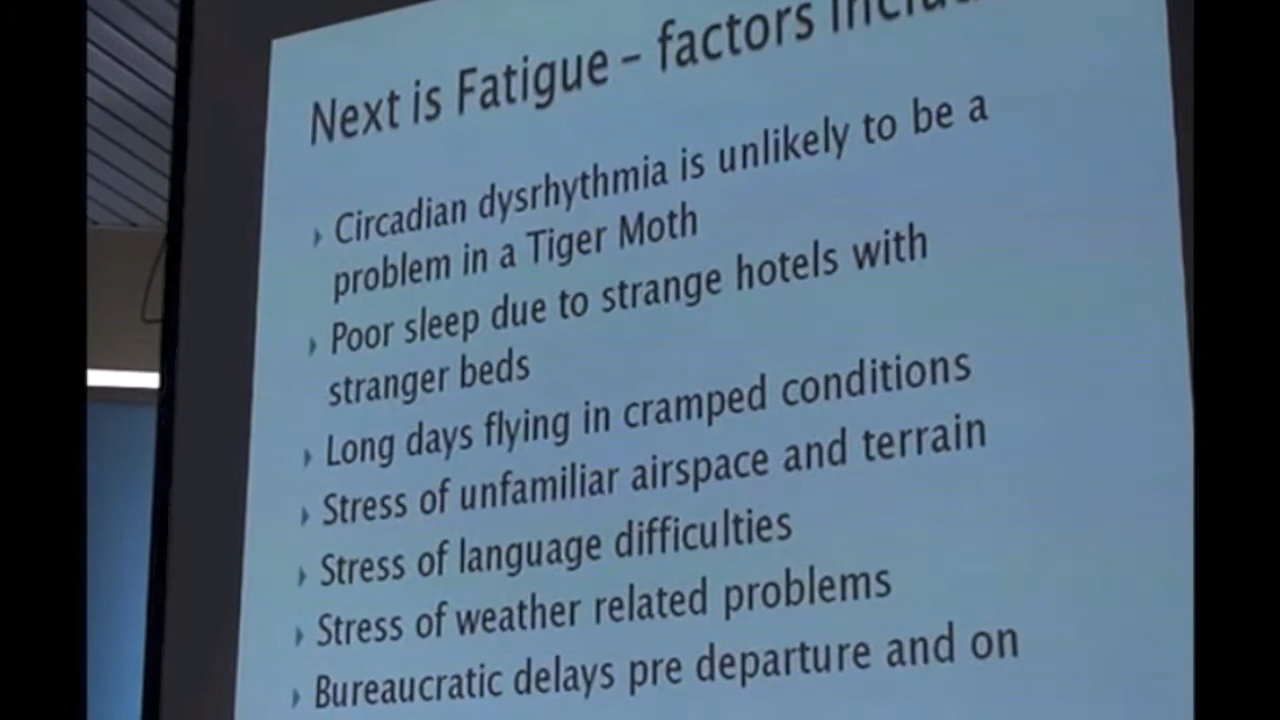 Next is Fatigue – factors
Circadian dysrhythmia is unlikely to be a
problem in a Tiger Moth
Poor sleep due to strange hotels with
stranger beds
Long days flying in cramped conditions
Stress of unfamiliar airspace and terrain
Stress of language difficulties
Stress of weather related problems
Bureaucratic delays pre departure and on